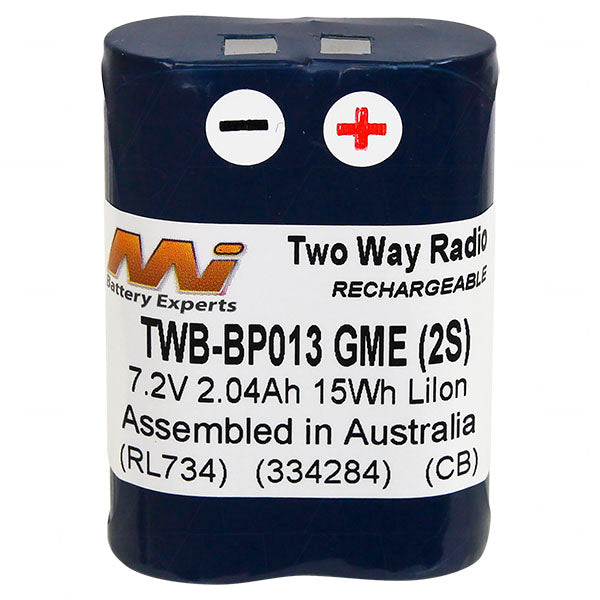 − +
Mi
Battery Experts
Two Way Radio
RECHARGEABLE
TWB-BP013 GME (2S)
7.2V 2.04Ah 15Wh LiIon
Assembled in Australia
(RL734) (334284) (CB)